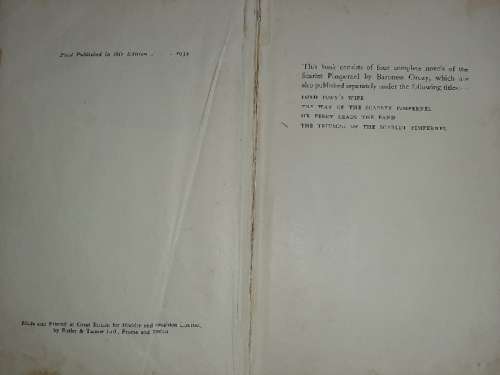 First Published in this Edition . . . 1932
Made and Printed in Great Britain for Hodder and Stoughton Limited,
by Butler & Tanner Ltd., Frome and London
This book consists of four complete novels of the
Scarlet Pimpernel by Baroness Orczy, which are
also published separately under the following titles:—
LORD TONY'S WIFE
THE WAY OF THE SCARLET PIMPERNEL
SIR PERCY LEADS THE BAND
THE TRIUMPH OF THE SCARLET PIMPERNEL